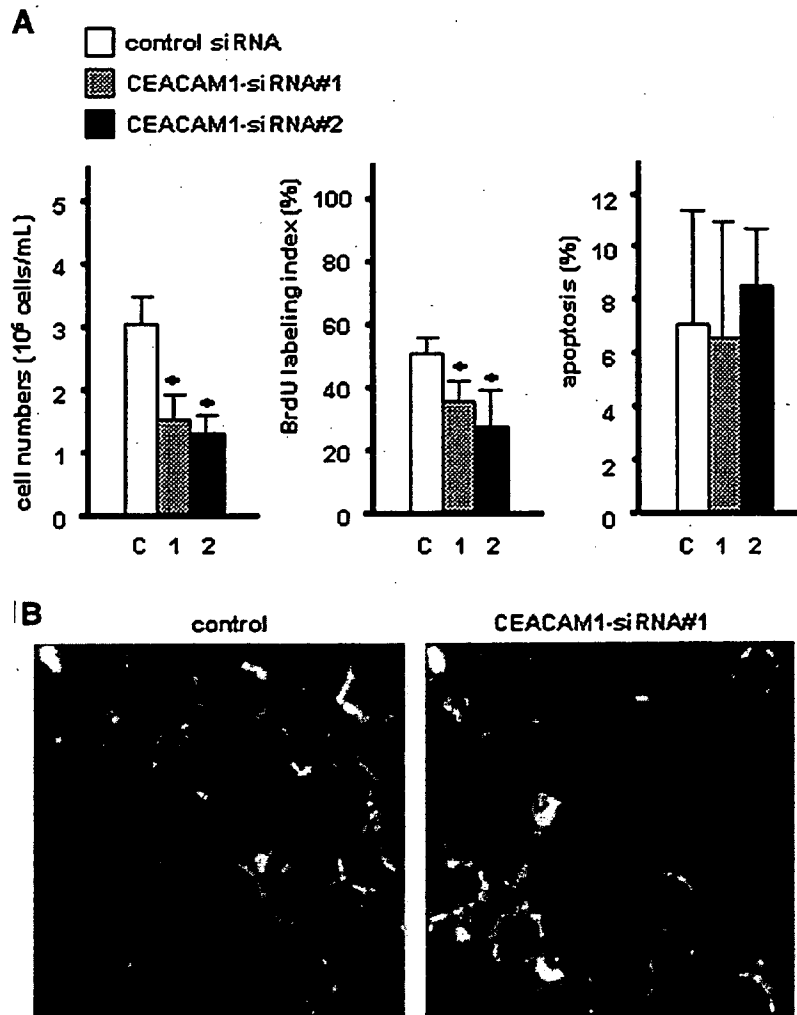 A
control siRNA
CEACAM1-siRNA#1
CEACAM1-siRNA#2
cell numbers (10⁶ cells/mL)
5
4
3
2
1
0
C 1 2
BrdU labeling index (%)
100
80
60
40
20
0
C 1 2
apoptosis (%)
12
10
8
6
4
2
0
C 1 2
B
control
CEACAM1-siRNA#1